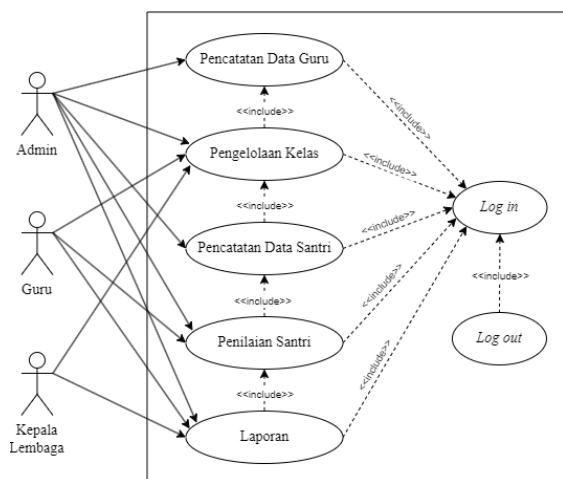 Pencatatan Data Guru
<<include>>
<<include>>
Admin
Pengelolaan Kelas
<<include>>
<<include>>
Log in
<<include>>
Pencatatan Data Santri
Guru
<<include>>
<<include>>
<<include>>
Penilaian Santri
Log out
<<include>>
<<include>>
Kepala
Lembaga
Laporan